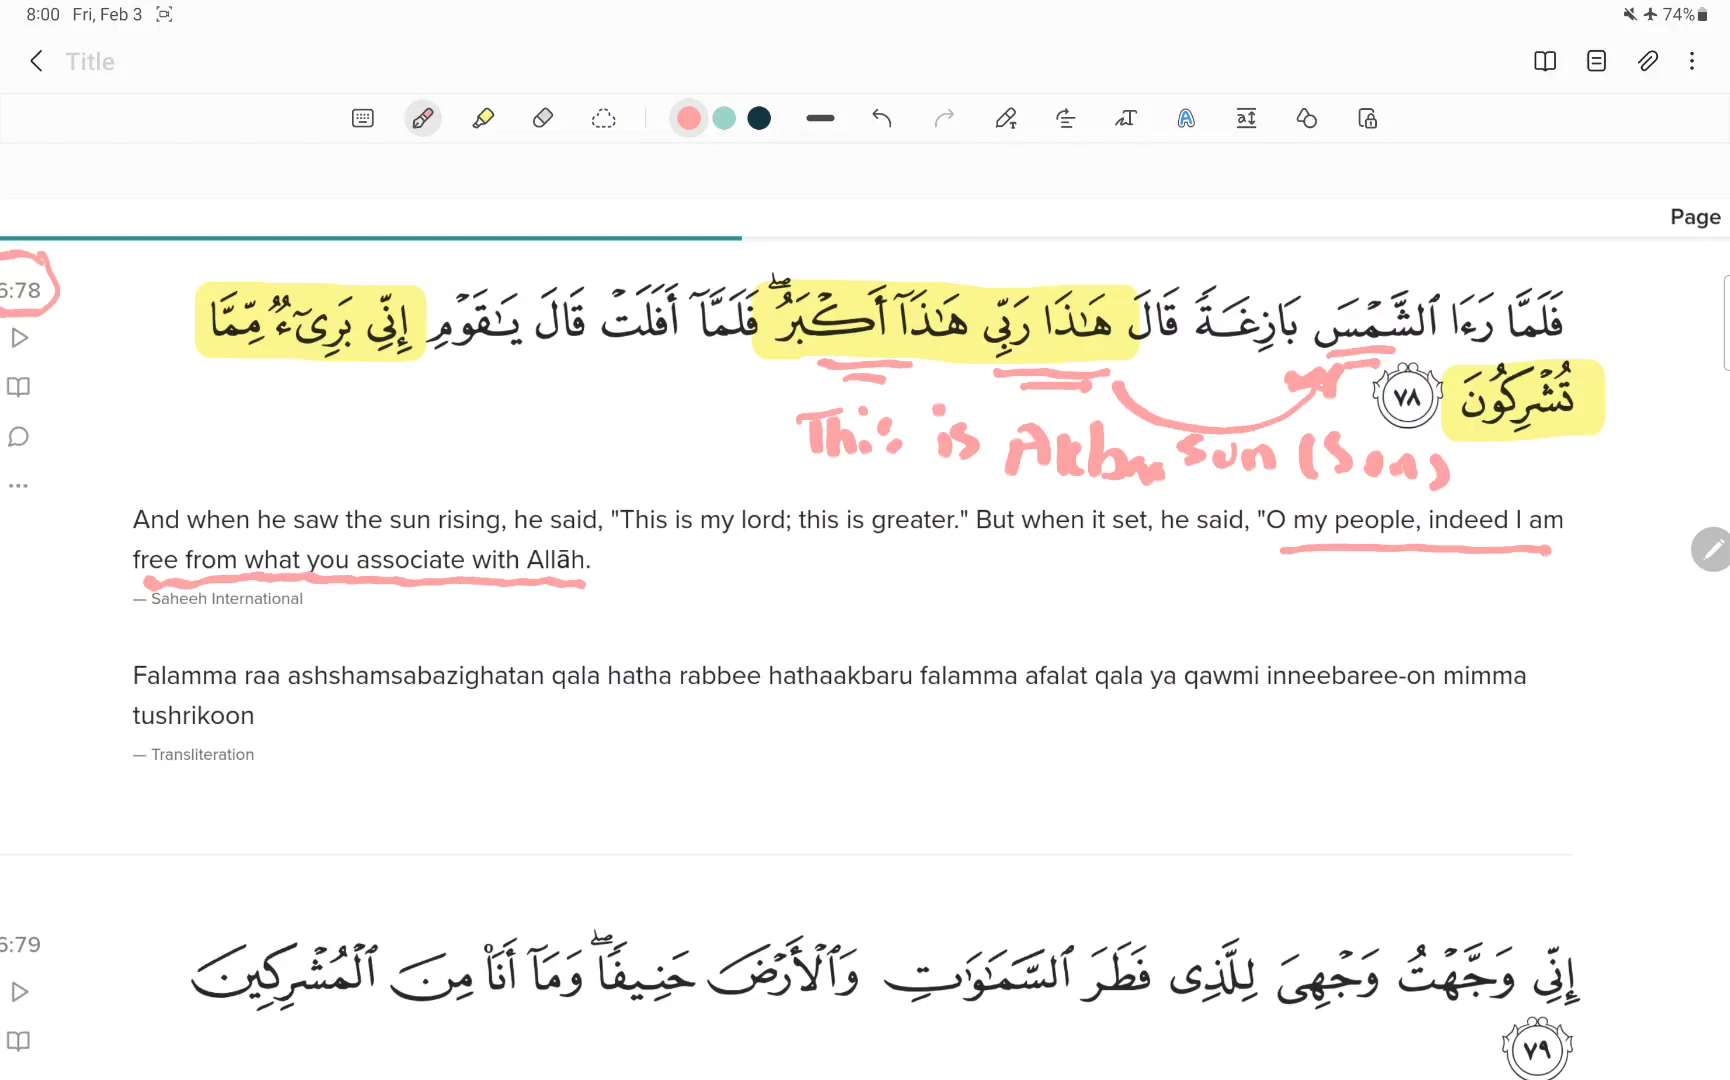 8:00 Fri, Feb 3
74%
Title
Page
6:78
فَلَمَّا رَءَا ٱلشَّمْسَ بَازِغَةً قَالَ هَـٰذَا رَبِّى هَـٰذَآ أَكْبَرُ ۖ فَلَمَّآ أَفَلَتْ قَالَ يَـٰقَوْمِ إِنِّى بَرِىٓءٌ مِّمَّا
تُشْرِكُونَ ٧٨
This is Akbar sun (Son)
And when he saw the sun rising, he said, "This is my lord; this is greater." But when it set, he said, "O my people, indeed I am
free from what you associate with Allāh.
— Saheeh International
Falamma raa ashshamsabazighatan qala hatha rabbee hathaakbaru falamma afalat qala ya qawmi inneebaree-on mimma
tushrikoon
— Transliteration
6:79
إِنِّى وَجَّهْتُ وَجْهِىَ لِلَّذِى فَطَرَ ٱلسَّمَـٰوَٰتِ وَٱلْأَرْضَ حَنِيفًا ۖ وَمَآ أَنَا۠ مِنَ ٱلْمُشْرِكِينَ
٧٩